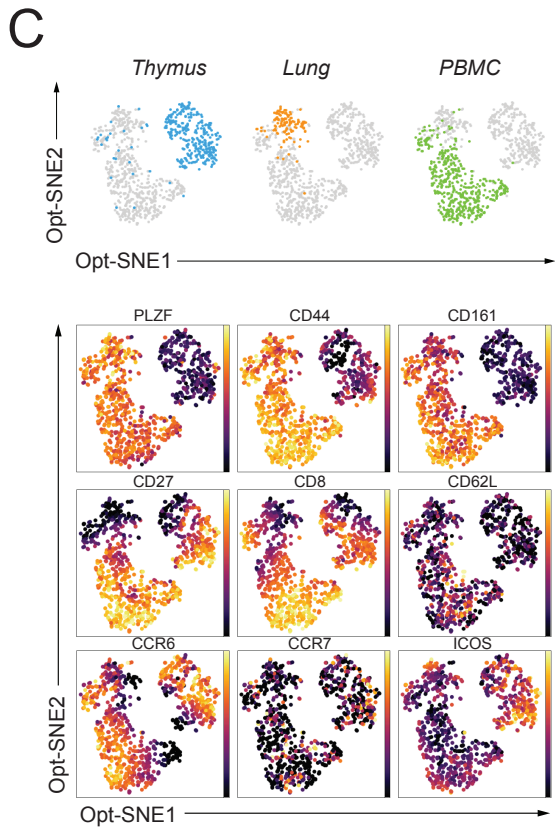 C
Thymus Lung PBMC
Opt-SNE2
Opt-SNE1
PLZF CD44 CD161
CD27 CD8 CD62L
CCR6 CCR7 ICOS
Opt-SNE2
Opt-SNE1